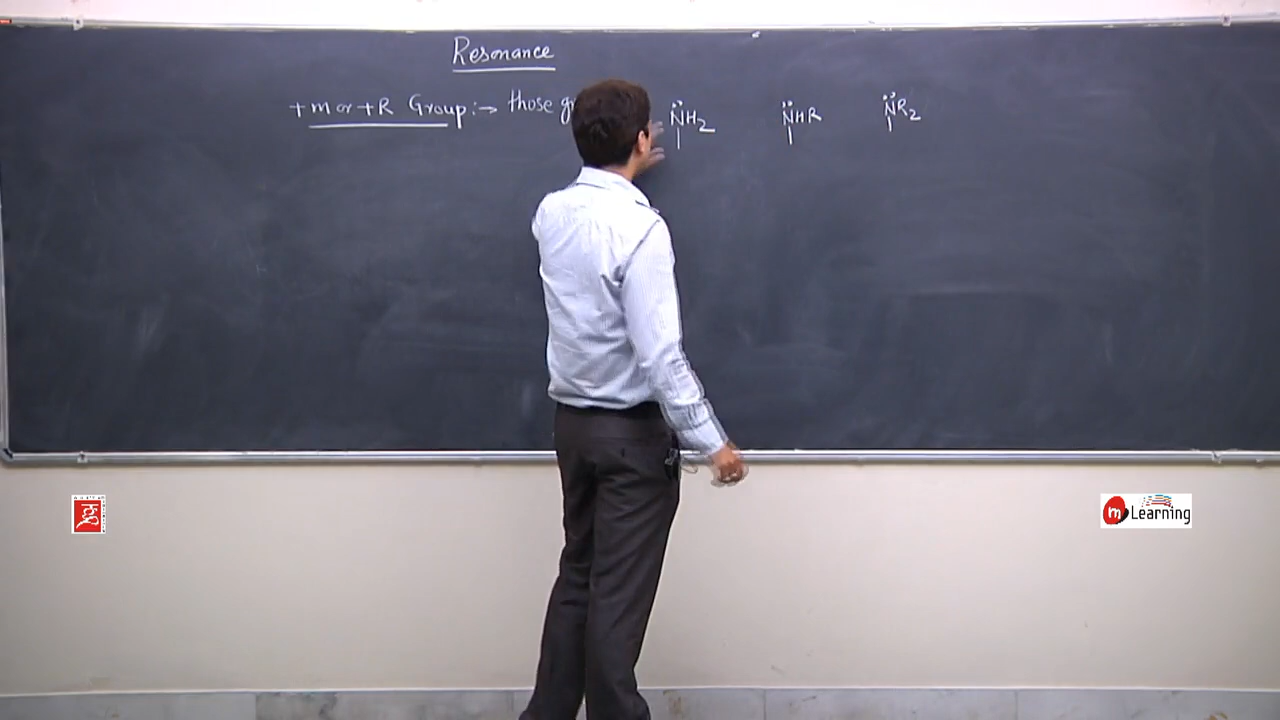 Resonance
+m or +R Group:→ those N̈H2 N̈HR N̈R2
m Learning